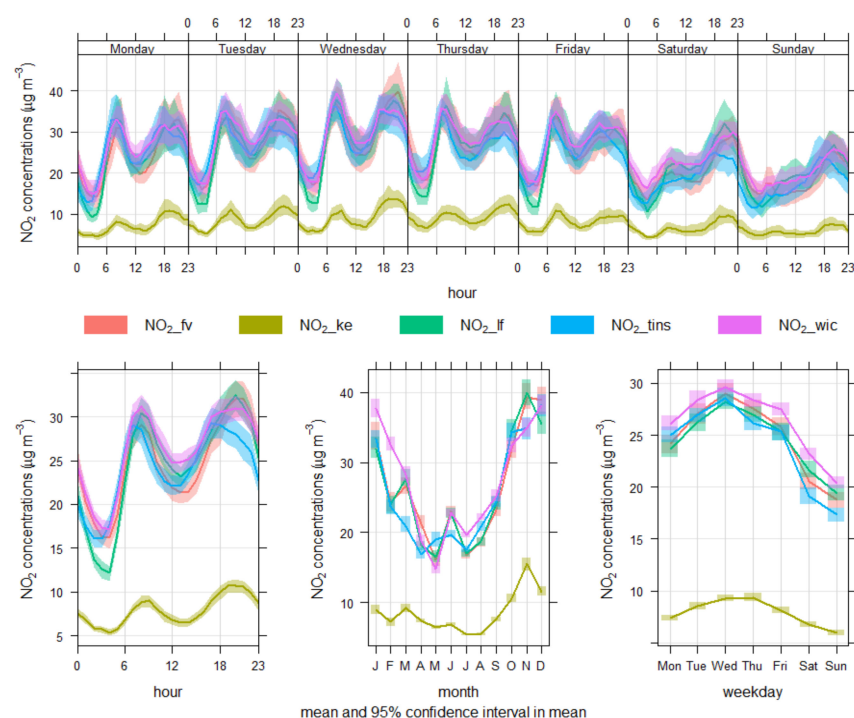 0 6 12 18 23 0 6 12 18 23 0 6 12 18 23
Monday Tuesday Wednesday Thursday Friday Saturday Sunday
NO₂ concentrations (µg m⁻³)
40
30
20
10
0 6 12 18 23 0 6 12 18 23 0 6 12 18 23 0 6 12 18 23
hour
NO₂_fv NO₂_ke NO₂_lf NO₂_tins NO₂_wic
NO₂ concentrations (µg m⁻³)
35
30
25
20
15
10
5
0 6 12 18 23
hour
NO₂ concentrations (µg m⁻³)
40
30
20
10
J F M A M J J A S O N D
month
NO₂ concentrations (µg m⁻³)
30
25
20
15
10
5
Mon Tue Wed Thu Fri Sat Sun
weekday
mean and 95% confidence interval in mean